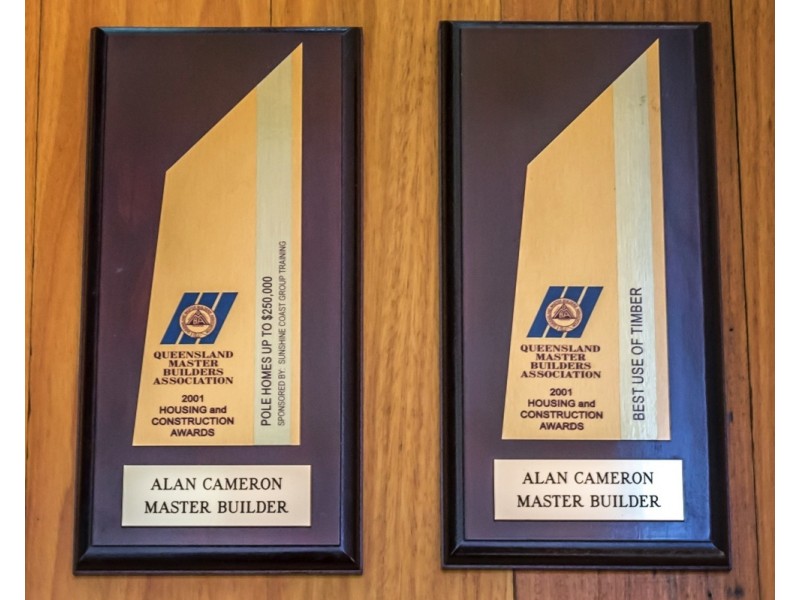 POLE HOMES UP TO $250,000
SPONSORED BY: SUNSHINE COAST GROUP TRAINING
QUEENSLAND
MASTER
BUILDERS
ASSOCIATION
2001
HOUSING and
CONSTRUCTION
AWARDS
ALAN CAMERON
MASTER BUILDER
BEST USE OF TIMBER
QUEENSLAND
MASTER
BUILDERS
ASSOCIATION
2001
HOUSING and
CONSTRUCTION
AWARDS
ALAN CAMERON
MASTER BUILDER